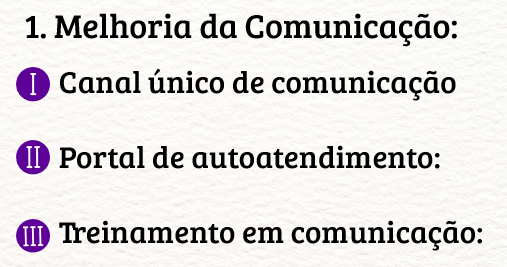 1. Melhoria da Comunicação:
I Canal único de comunicação
II Portal de autoatendimento:
III Treinamento em comunicação: